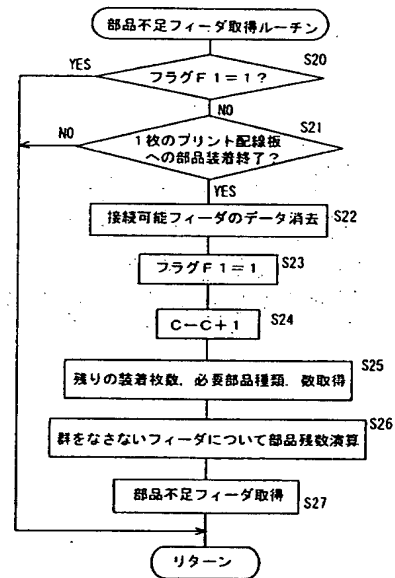 部品不足フィーダ取得ルーチン
S20
YES
フラグF1=1?
NO
S21
NO
1枚のプリント配線板
への部品装着終了?
YES
接続可能フィーダのデータ消去
S22
フラグF1=1
S23
C←C+1
S24
S25
残りの装着枚数、必要部品種類、数取得
S26
群をなさないフィーダについて部品残数演算
部品不足フィーダ取得
S27
リターン